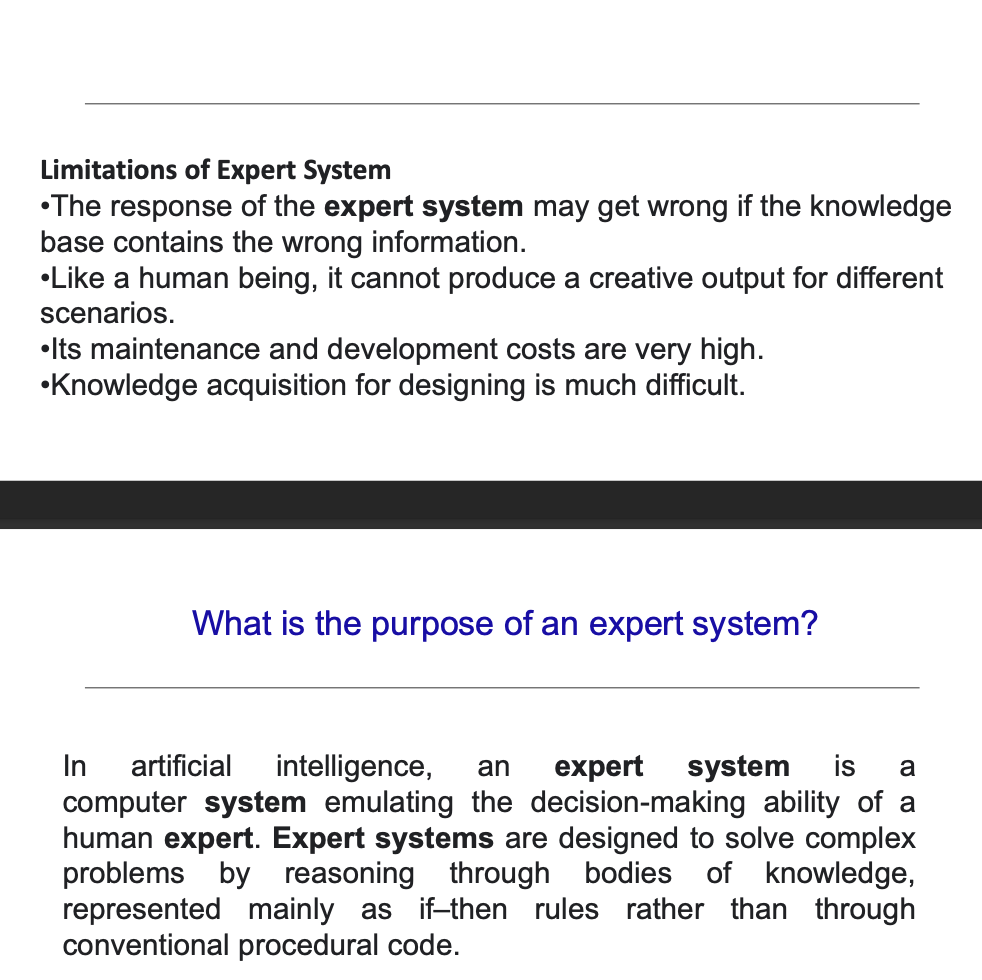 Limitations of Expert System
•The response of the expert system may get wrong if the knowledge
base contains the wrong information.
•Like a human being, it cannot produce a creative output for different
scenarios.
•Its maintenance and development costs are very high.
•Knowledge acquisition for designing is much difficult.
What is the purpose of an expert system?
In artificial intelligence, an expert system is a
computer system emulating the decision-making ability of a
human expert. Expert systems are designed to solve complex
problems by reasoning through bodies of knowledge,
represented mainly as if–then rules rather than through
conventional procedural code.